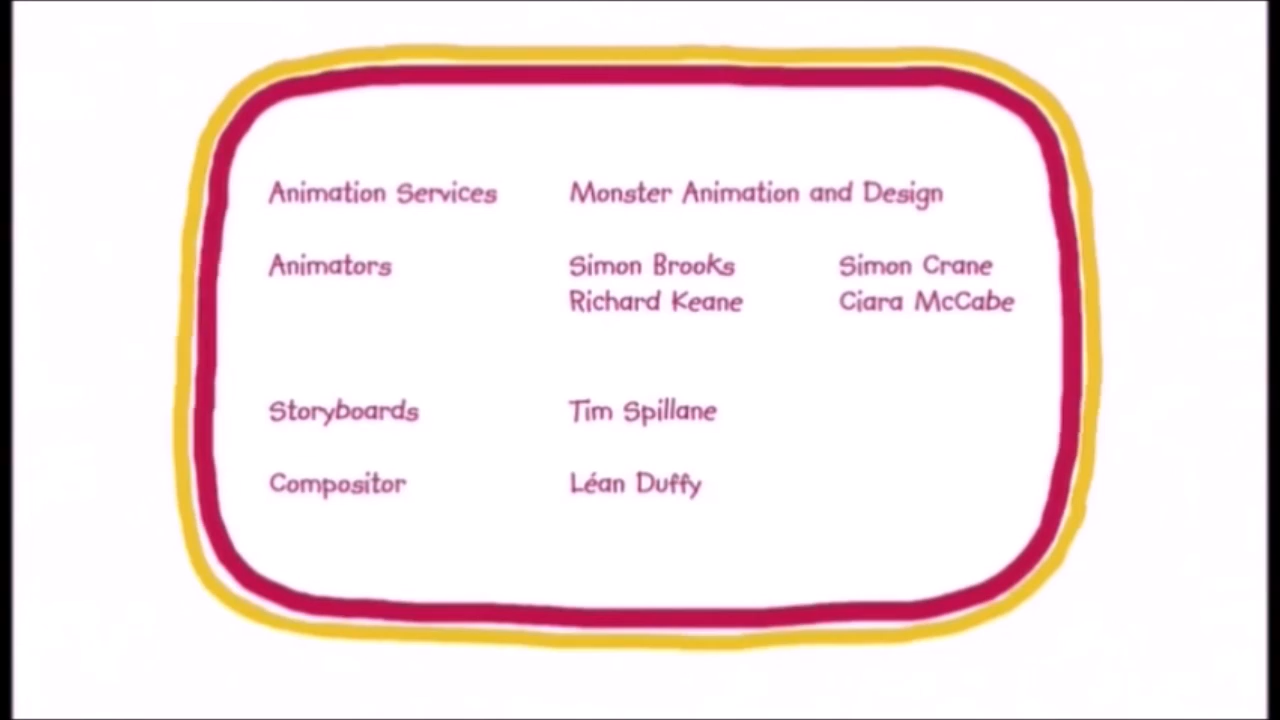 Animation Services Monster Animation and Design
Animators Simon Brooks Simon Crane
Richard Keane Ciara McCabe
Storyboards Tim Spillane
Compositor Léan Duffy